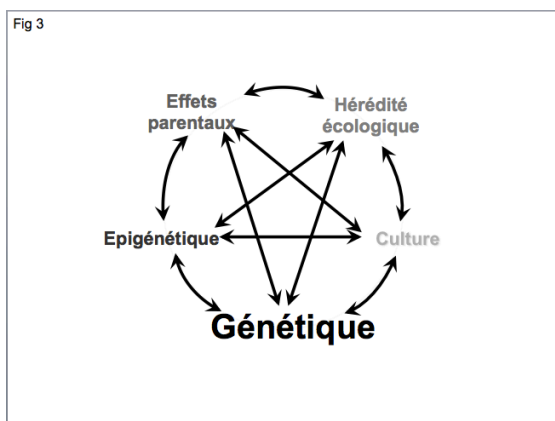 Fig 3
Effets
parentaux
Hérédité
écologique
Epigénétique
Culture
Génétique